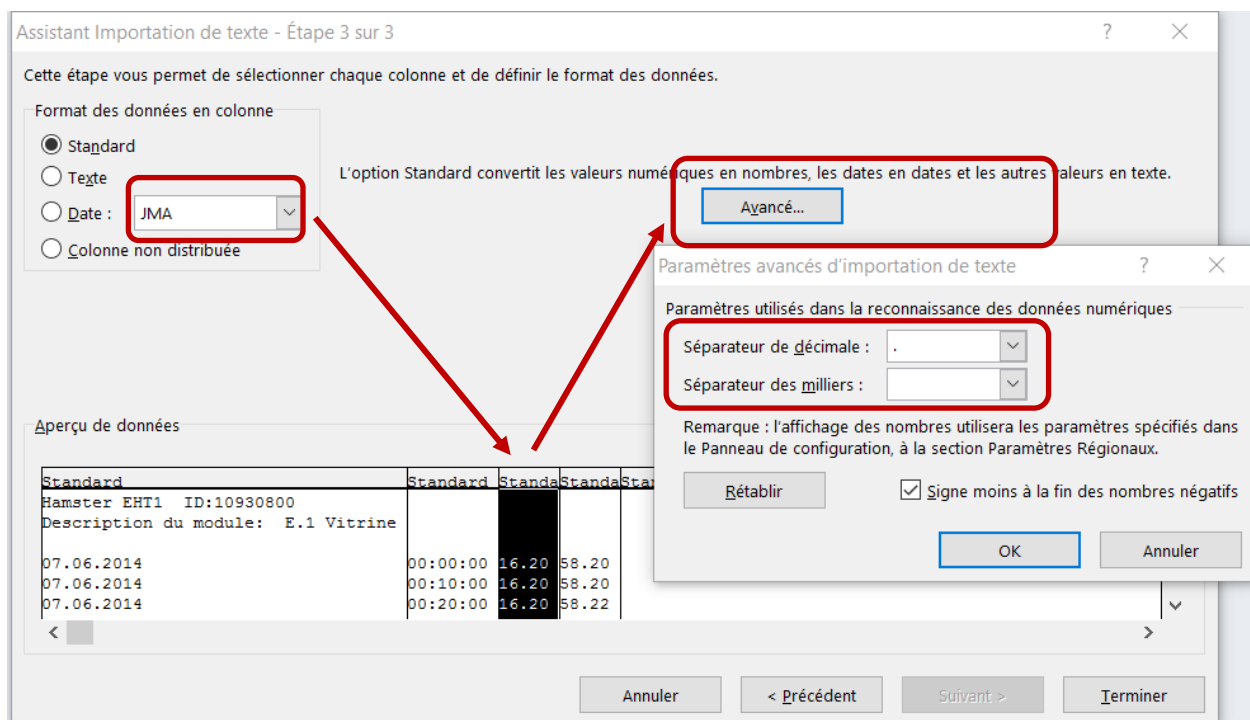 Assistant Importation de texte - Étape 3 sur 3
?
Cette étape vous permet de sélectionner chaque colonne et de définir le format des données.
Format des données en colonne
Standard
Texte
Date :
JMA
Colonne non distribuée
L'option Standard convertit les valeurs numériques en nombres, les dates en dates et les autres valeurs en texte.
Avancé...
Paramètres avancés d'importation de texte
?
Paramètres utilisés dans la reconnaissance des données numériques
Séparateur de décimale :
.
Séparateur des milliers :
Remarque : l'affichage des nombres utilisera les paramètres spécifiés dans
le Panneau de configuration, à la section Paramètres Régionaux.
Rétablir
Signe moins à la fin des nombres négatifs
OK
Annuler
Aperçu de données
Standard Standard Standa Standa Stan
Hamster EHT1 ID:10930800
Description du module: E.1 Vitrine
07.06.2014 00:00:00 16.20 58.20
07.06.2014 00:10:00 16.20 58.20
07.06.2014 00:20:00 16.20 58.22
Annuler
< Précédent
Suivant >
Terminer